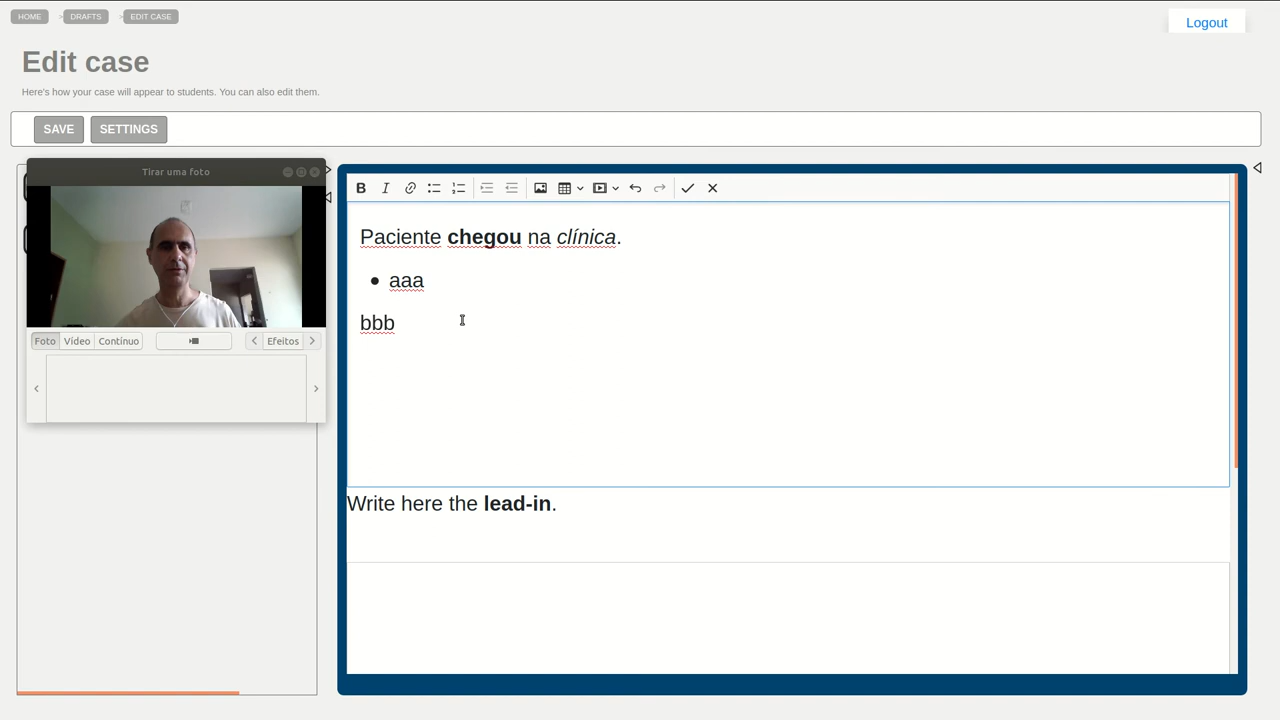 HOME > DRAFTS > EDIT CASE
Logout
Edit case
Here's how your case will appear to students. You can also edit them.
SAVE SETTINGS
Tirar uma foto
Foto Vídeo Contínuo Efeitos
B I
Paciente chegou na clínica.
• aaa
bbb
Write here the lead-in.